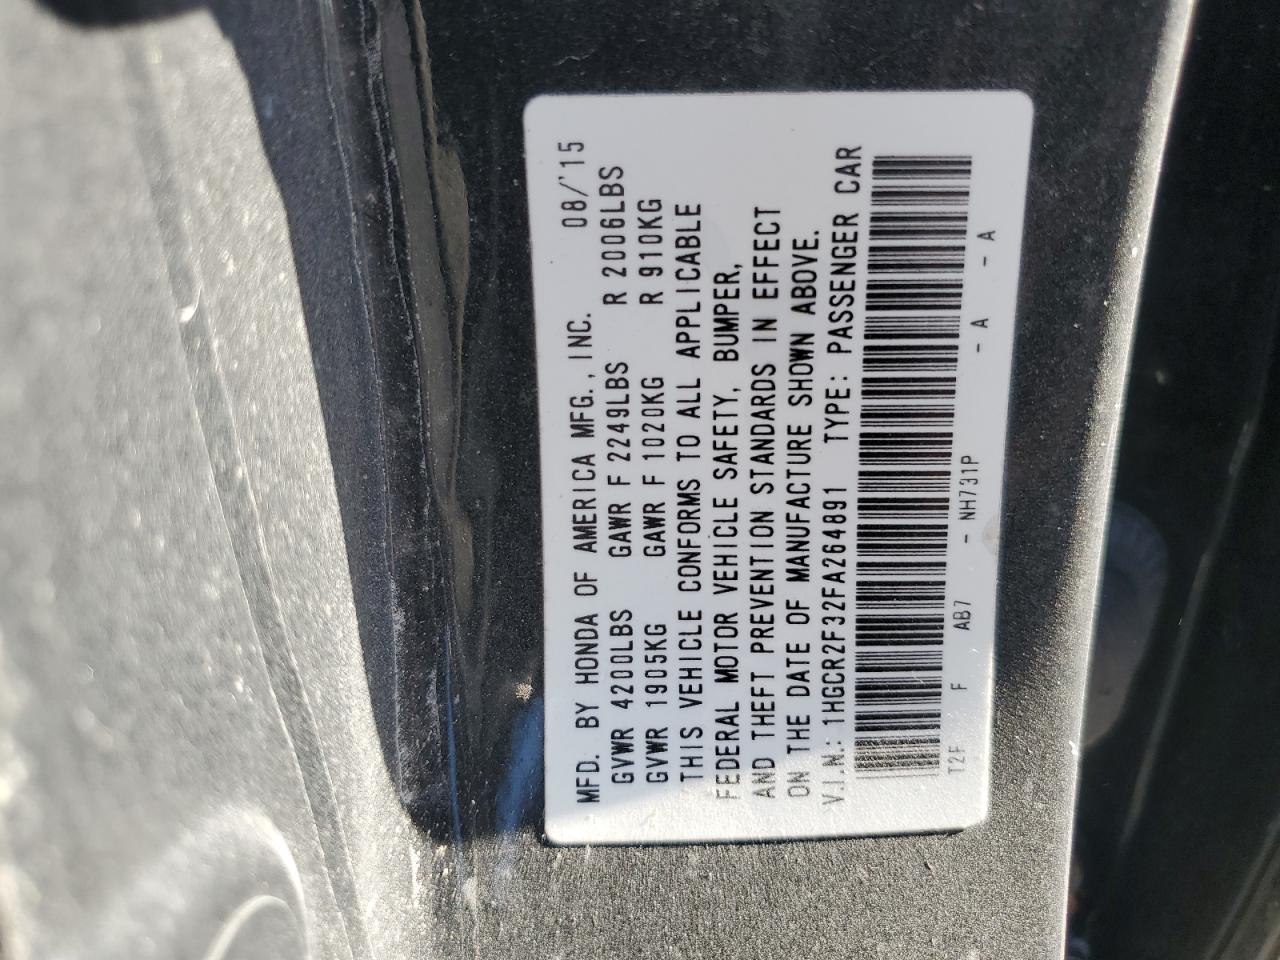 MFD. BY HONDA OF AMERICA MFG., INC. 08/'15
GVWR 4200LBS GAWR F 2249LBS R 2006LBS
GVWR 1905KG GAWR F 1020KG R 910KG
THIS VEHICLE CONFORMS TO ALL APPLICABLE
FEDERAL MOTOR VEHICLE SAFETY, BUMPER,
AND THEFT PREVENTION STANDARDS IN EFFECT
ON THE DATE OF MANUFACTURE SHOWN ABOVE.
V.I.N.: 1HGCR2F32FA264891 TYPE: PASSENGER CAR
T2F F AB7 - NH731P - A - A